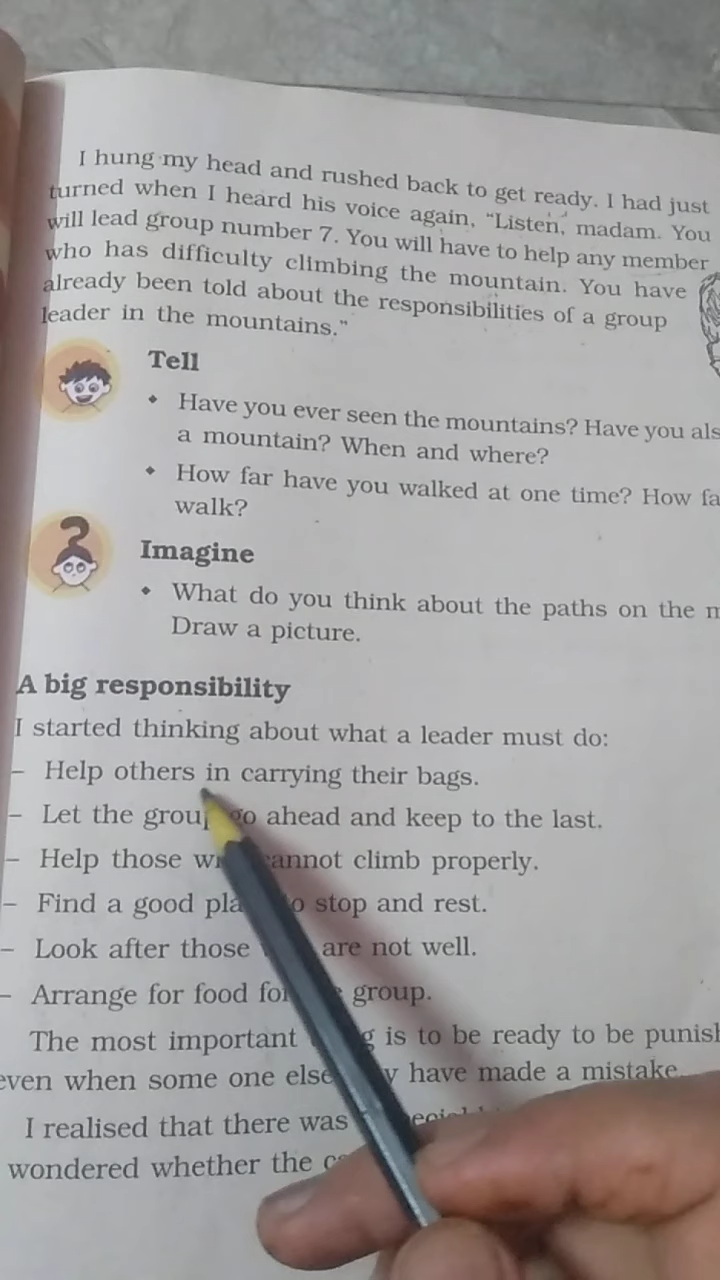 I hung my head and rushed back to get ready. I had just
turned when I heard his voice again, “Listen, madam. You
will lead group number 7. You will have to help any member
who has difficulty climbing the mountain. You have
already been told about the responsibilities of a group
leader in the mountains.”
Tell
• Have you ever seen the mountains? Have you
a mountain? When and where?
• How far have you walked at one time? How
walk?
Imagine
• What do you think about the paths on the
Draw a picture.
A big responsibility
I started thinking about what a leader must do:
– Help others in carrying their bags.
– Let the group go ahead and keep to the last.
– Help those cannot climb properly.
– Find a good to stop and rest.
– Look after those are not well.
– Arrange for food group.
The most important is to be ready to be
even when some one else have made a mistake.
I realised that there was
wondered whether the